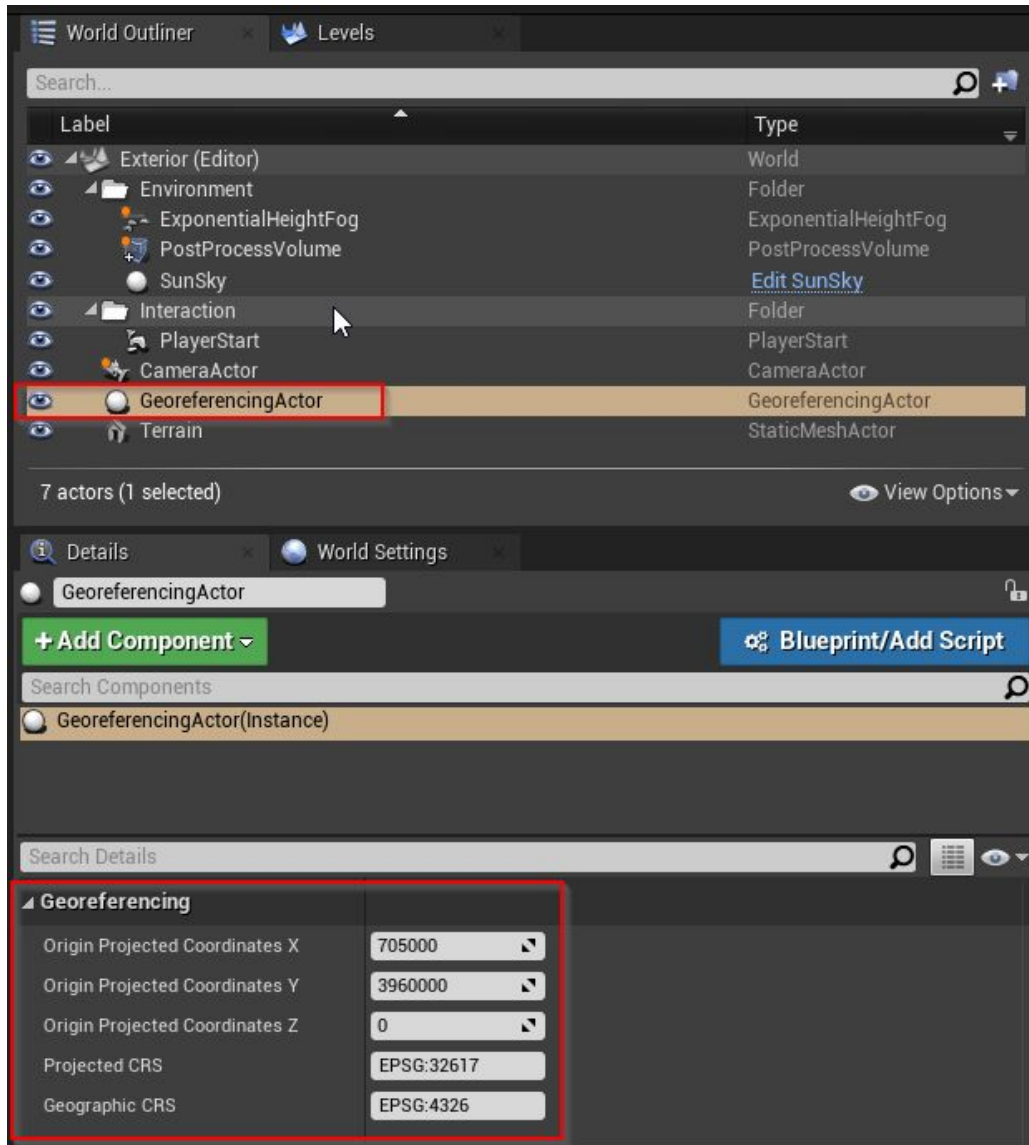 World Outliner Levels
Search...
Label Type
Exterior (Editor) World
Environment Folder
ExponentialHeightFog ExponentialHeightFog
PostProcessVolume PostProcessVolume
SunSky Edit SunSky
Interaction Folder
PlayerStart PlayerStart
CameraActor CameraActor
GeoreferencingActor GeoreferencingActor
Terrain StaticMeshActor
7 actors (1 selected) View Options
Details World Settings
GeoreferencingActor
+ Add Component Blueprint/Add Script
Search Components
GeoreferencingActor(Instance)
Search Details
Georeferencing
Origin Projected Coordinates X 705000
Origin Projected Coordinates Y 3960000
Origin Projected Coordinates Z 0
Projected CRS EPSG:32617
Geographic CRS EPSG:4326